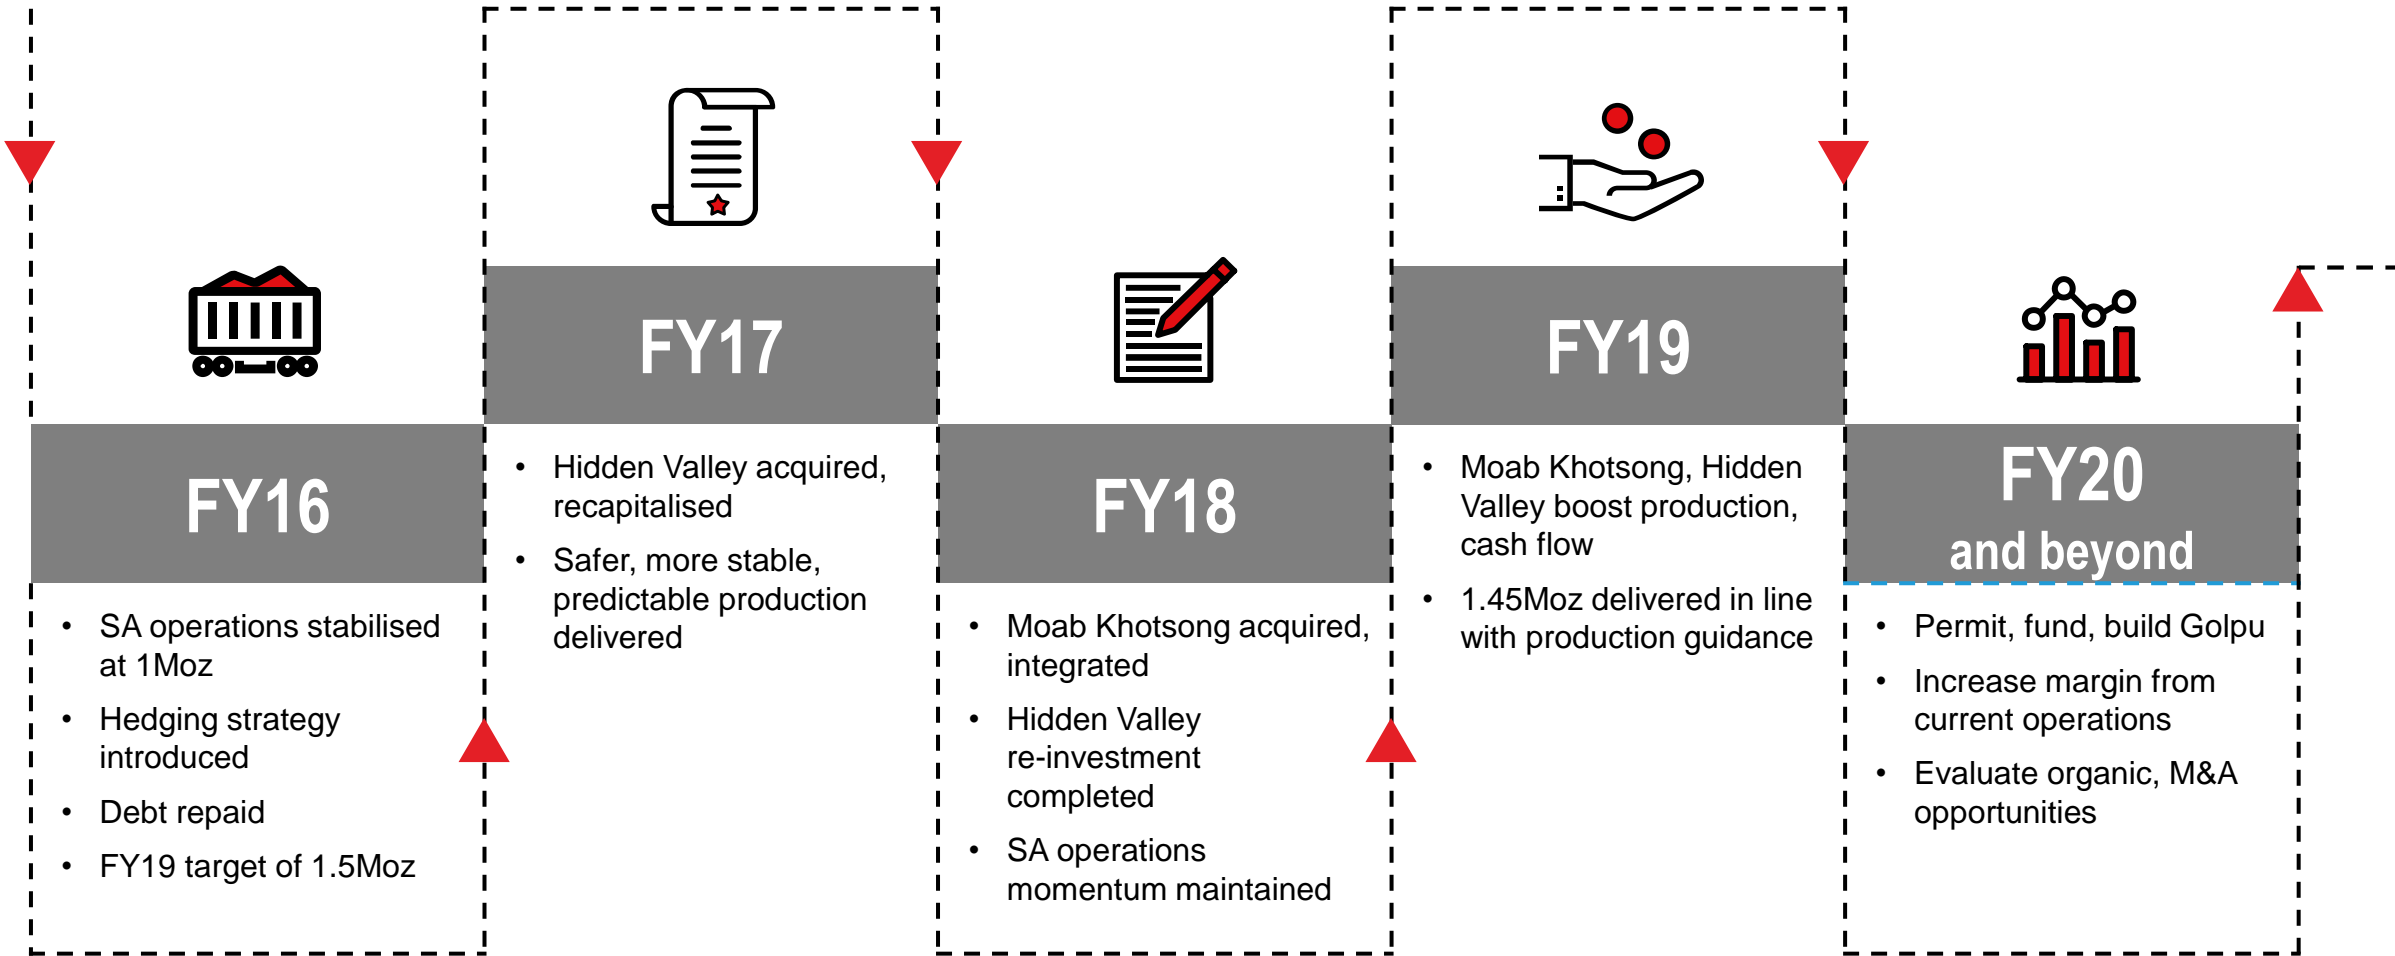 FY16
• SA operations stabilised
at 1Moz
• Hedging strategy
introduced
• Debt repaid
• FY19 target of 1.5Moz
FY17
• Hidden Valley acquired,
recapitalised
• Safer, more stable,
predictable production
delivered
FY18
• Moab Khotsong acquired,
integrated
• Hidden Valley
re-investment
completed
• SA operations
momentum maintained
FY19
• Moab Khotsong, Hidden
Valley boost production,
cash flow
• 1.45Moz delivered in line
with production guidance
FY20
and beyond
• Permit, fund, build Golpu
• Increase margin from
current operations
• Evaluate organic, M&A
opportunities